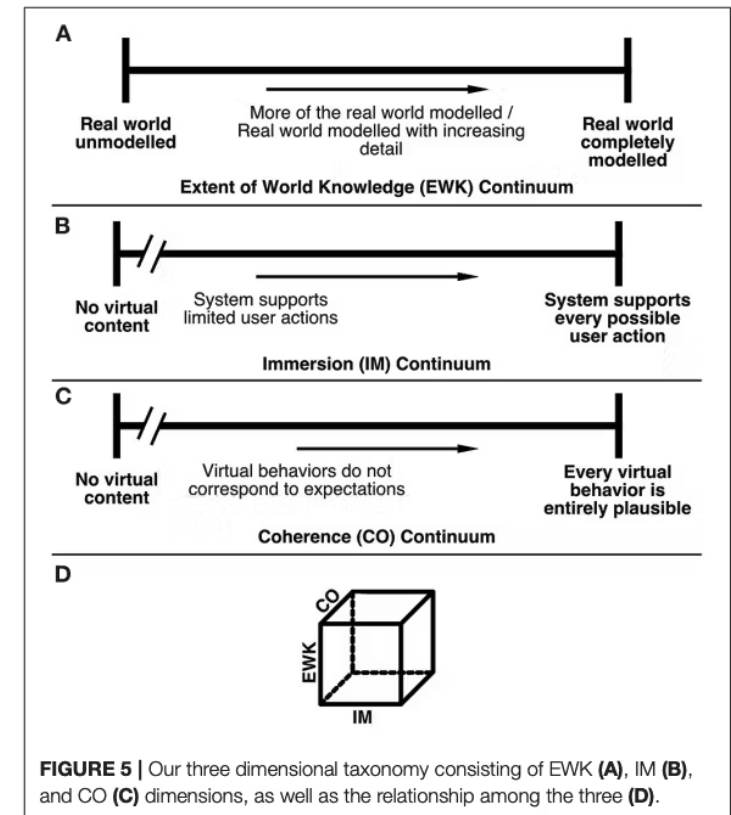 A
Real world
unmodelled
More of the real world modelled /
Real world modelled with increasing
detail
Real world
completely
modelled
Extent of World Knowledge (EWK) Continuum
B
No virtual
content
System supports
limited user actions
System supports
every possible
user action
Immersion (IM) Continuum
C
No virtual
content
Virtual behaviors do not
correspond to expectations
Every virtual
behavior is
entirely plausible
Coherence (CO) Continuum
D
CO
EWK
IM
FIGURE 5 | Our three dimensional taxonomy consisting of EWK (A), IM (B),
and CO (C) dimensions, as well as the relationship among the three (D).